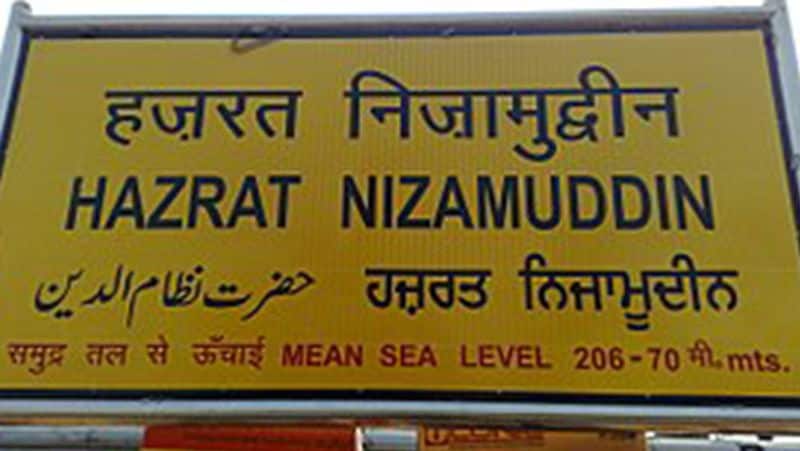 हज़रत निज़ामुद्दीन
HAZRAT NIZAMUDDIN
حضرت نظام الدین ਹਜ਼ਰਤ ਨਿਜਾਮੂਦੀਨ
समुद्र तल से ऊँचाई MEAN SEA LEVEL 206-70 मी. mts.